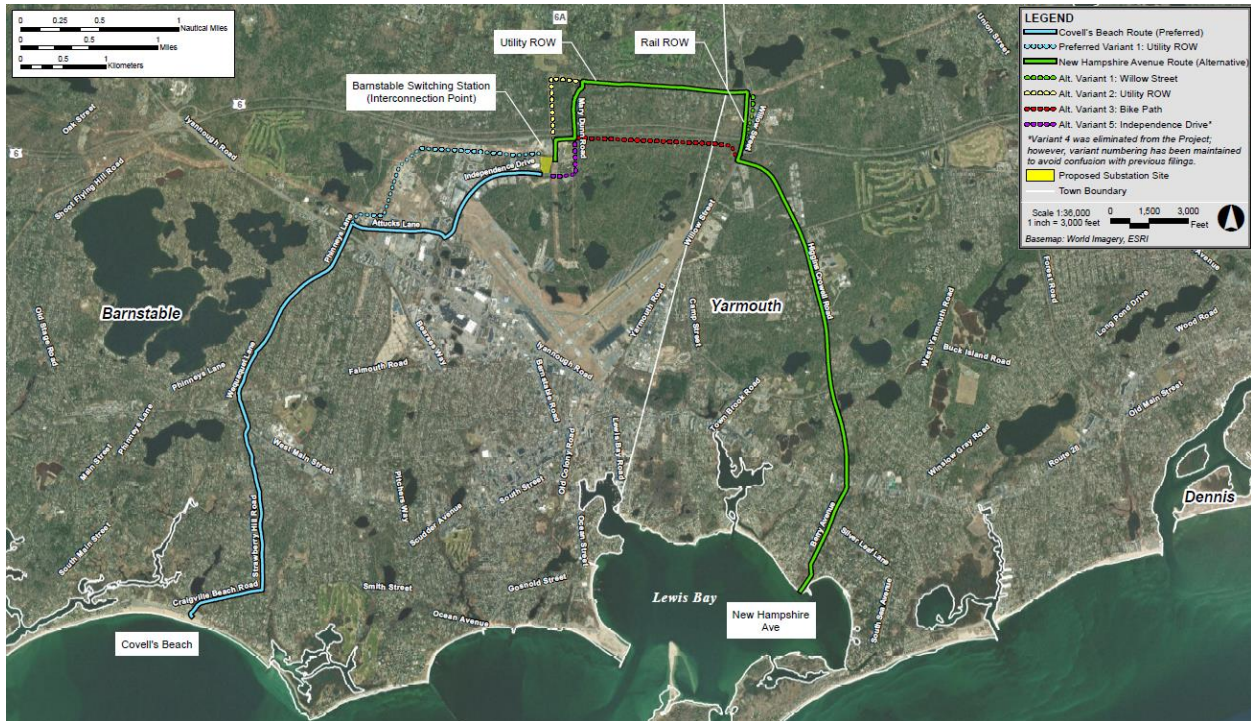 0 0.25 0.5 1
Nautical Miles
0 0.5 1
Miles
0 0.5 1
Kilometers
6A
Utility ROW
Rail ROW
Barnstable Switching Station
(Interconnection Point)
LEGEND
Covell's Beach Route (Preferred)
Preferred Variant 1: Utility ROW
New Hampshire Avenue Route (Alternative)
Alt. Variant 1: Willow Street
Alt. Variant 2: Utility ROW
Alt. Variant 3: Bike Path
Alt. Variant 5: Independence Drive*
*Variant 4 was eliminated from the Project;
however, variant numbering has been maintained
to avoid confusion with previous filings.
Proposed Substation Site
Town Boundary
Scale 1:36,000
1 inch = 3,000 feet
0 1,500 3,000
Feet
Basemap: World Imagery, ESRI
Union Street
Oak Street
6
Iyannough Road
6
Shoot Flying Hill Road
Mary Dunn Road
Willow Street
Independence Drive
Phinneys Lane
Attucks Lane
Willow Street
Higgins Crowell Road
Avenue
Forest Road
Barnstable
Yarmouth
Old Stage Road
Bearses Way
Yarmouth Road
Camp Street
West Yarmouth Road
Long Pond Drive
Wood Road
Buck Island Road
Iyannough Road
Falmouth Road
Phinneys Lane
Wequaquet Lane
Barnstable Road
Town Brook Road
Old Main Street
Main Street
Phinneys Lane
West Main Street
Lewis Bay Road
Old Colony Road
Winslow Gray Road
Route 28
Pitchers Way
South Street
Scudder Avenue
Dennis
Ocean Street
Berry Avenue
Silver Leaf Lane
South Main Street
Strawberry Hill Road
Craigville Beach Road
Smith Street
Gosnold Street
Lewis Bay
New Hampshire
Ave
South Sea Avenue
Ocean Avenue
Covell's Beach